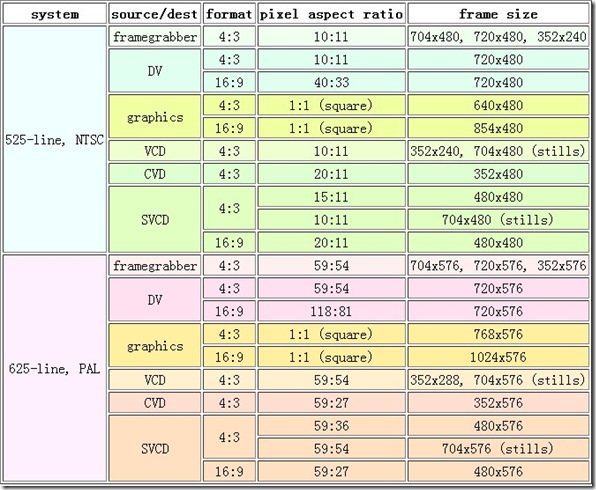 system source/dest format pixel aspect ratio frame size
525-line, NTSC framegrabber 4:3 10:11 704x480, 720x480, 352x240
DV 4:3 10:11 720x480
16:9 40:33 720x480
graphics 4:3 1:1 (square) 640x480
16:9 1:1 (square) 854x480
VCD 4:3 10:11 352x240, 704x480 (stills)
CVD 4:3 20:11 352x480
SVCD 4:3 15:11 480x480
10:11 704x480 (stills)
16:9 20:11 480x480
625-line, PAL framegrabber 4:3 59:54 704x576, 720x576, 352x576
DV 4:3 59:54 720x576
16:9 118:81 720x576
graphics 4:3 1:1 (square) 768x576
16:9 1:1 (square) 1024x576
VCD 4:3 59:54 352x288, 704x576 (stills)
CVD 4:3 59:27 352x576
SVCD 4:3 59:36 480x576
59:54 704x576 (stills)
16:9 59:27 480x576